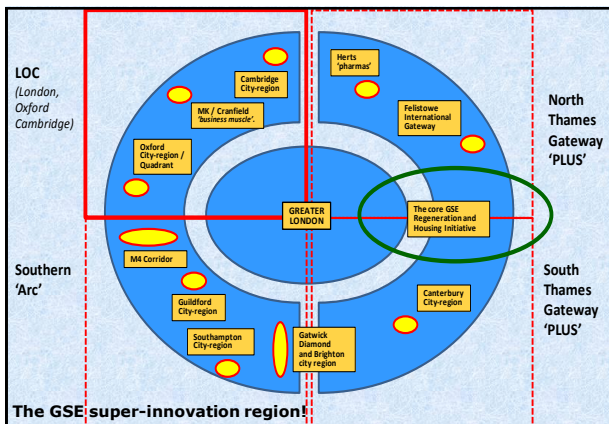 LOC
(London,
Oxford
Cambridge)
Cambridge
City-region
MK / Cranfield
'business muscle'.
Oxford
City-region /
Quadrant
Herts
'pharmas'
Felistowe
International
Gateway
North
Thames
Gateway
'PLUS'
GREATER
LONDON
The core GSE
Regeneration and
Housing Initiative
Southern
'Arc'
M4 Corridor
Guildford
City-region
Southampton
City-region
Gatwick
Diamond
and Brighton
city region
Canterbury
City-region
South
Thames
Gateway
'PLUS'
The GSE super-innovation region!